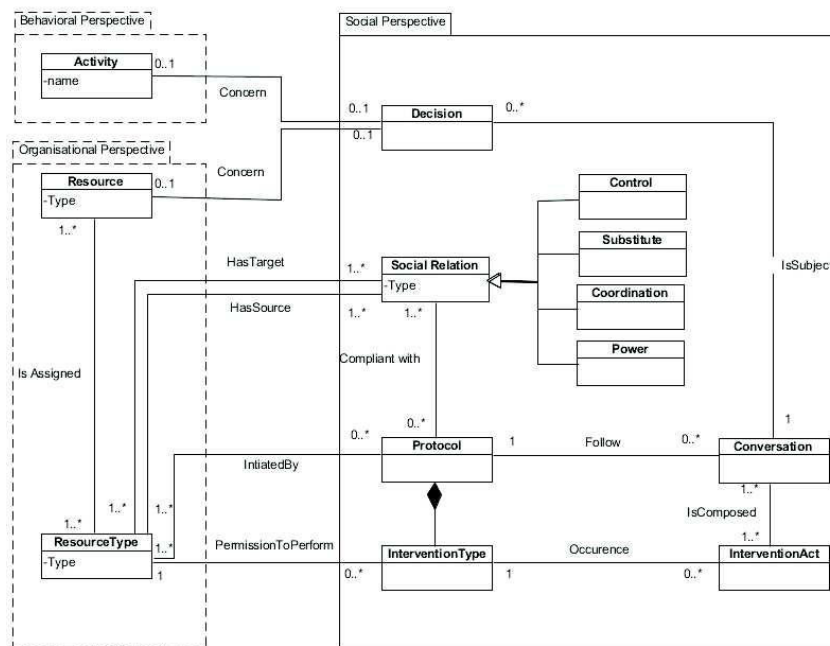 Behavioral Perspective
Social Perspective
Activity
-name
0..1
Concern
0..1
Decision
0..*
0..1
Organisational Perspective
Resource
-Type
0..1
Concern
1..*
Control
Substitute
Coordination
Power
HasTarget
1..*
Social Relation
-Type
HasSource
1..*
1..*
IsSubject
Is Assigned
Compliant with
0..*
0..*
Protocol
1
Follow
0..*
1
Conversation
IntiatedBy
1..*
1..*
1..*
1..*
IsComposed
ResourceType
-Type
1..*
1
PermissionToPerform
0..*
InterventionType
1
Occurence
0..*
1..*
InterventionAct